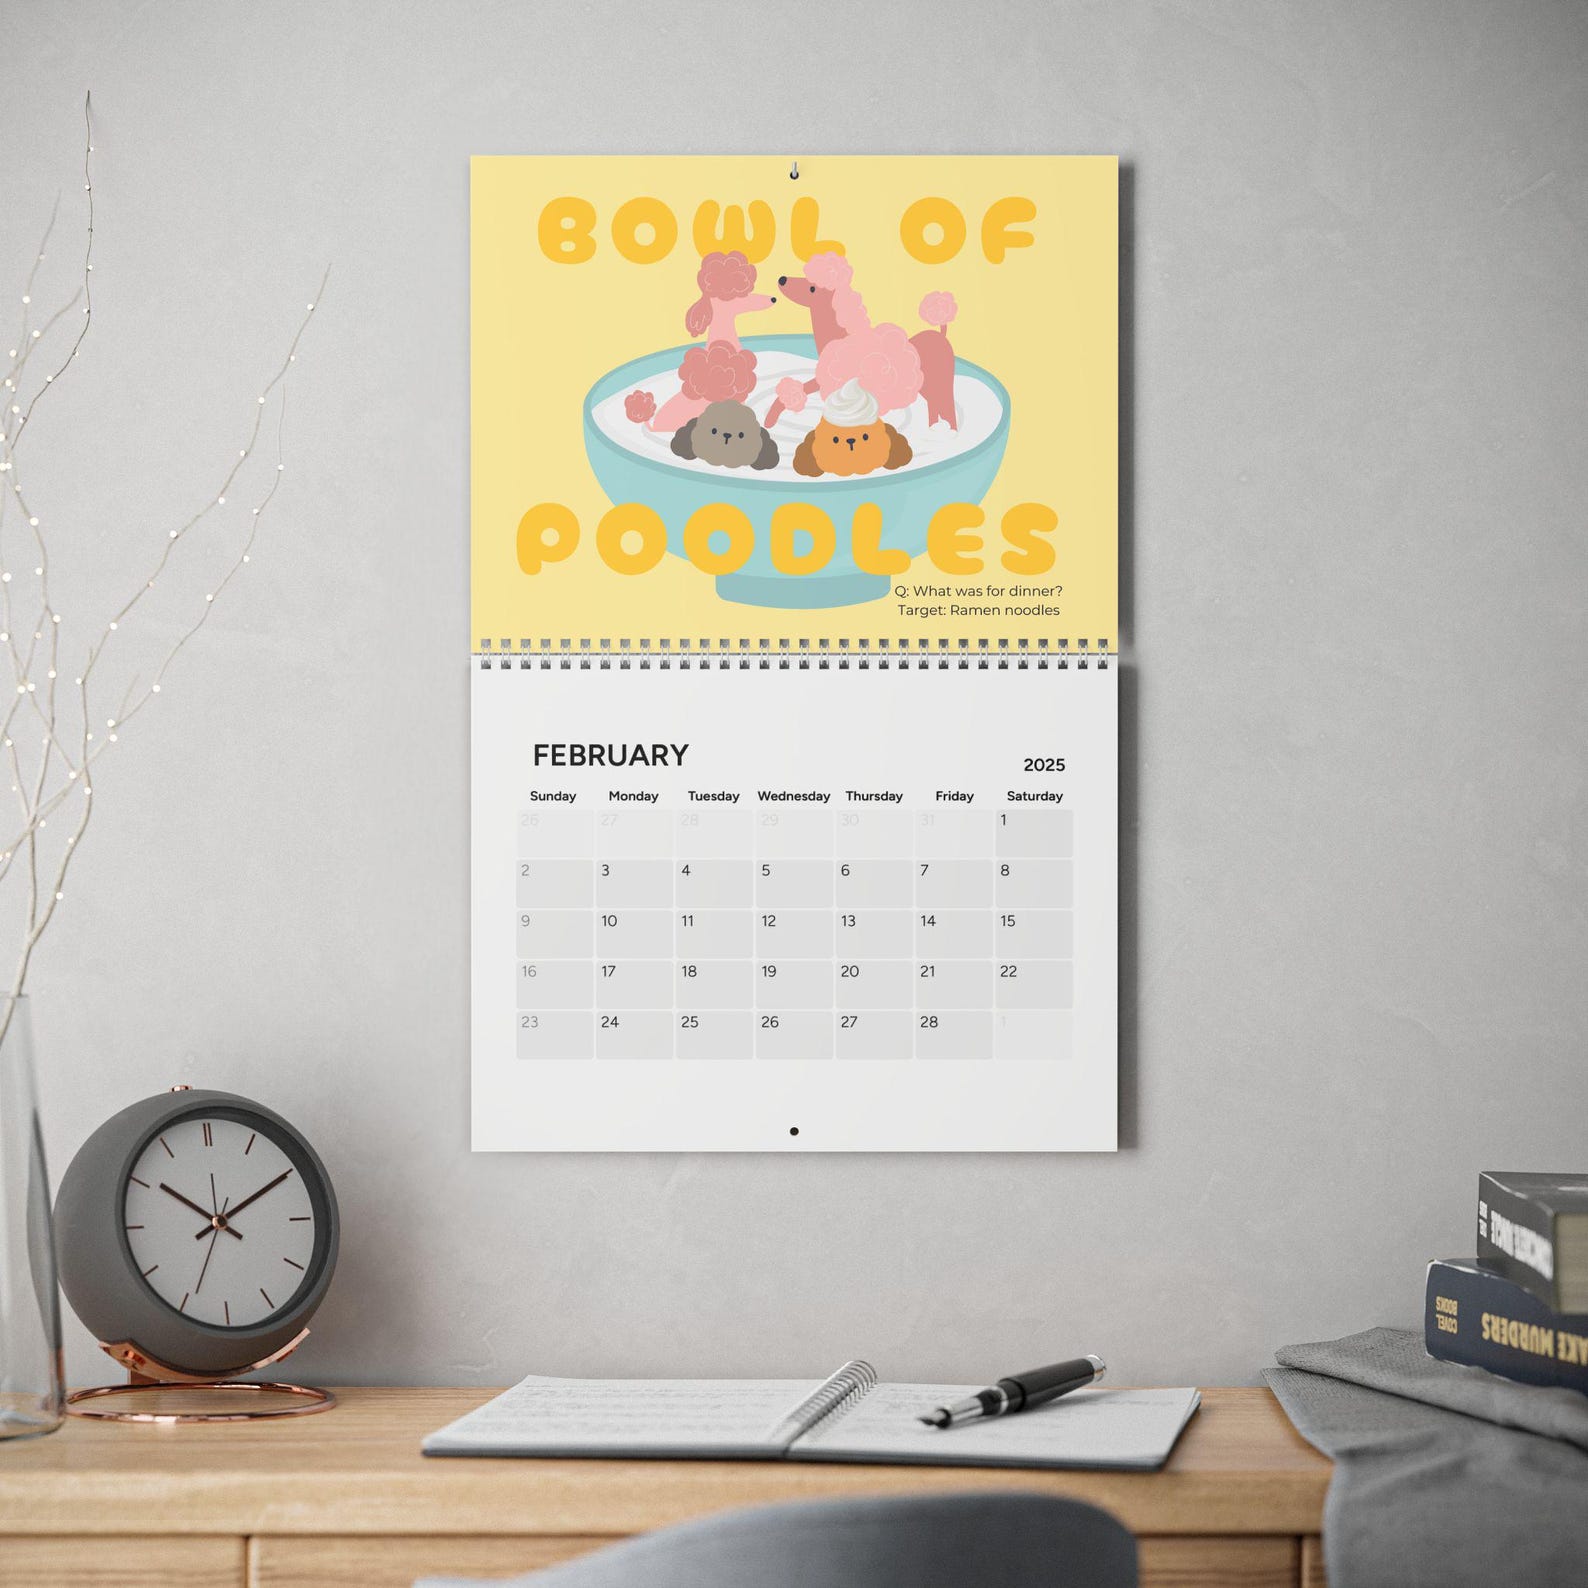 BOWL OF
POODLES
Q: What was for dinner?
Target: Ramen noodles
FEBRUARY
2025
Sunday Monday Tuesday Wednesday Thursday Friday Saturday
26 27 28 29 30 31 1
2 3 4 5 6 7 8
9 10 11 12 13 14 15
16 17 18 19 20 21 22
23 24 25 26 27 28 1
COVEL
BOOKS
MURDERS